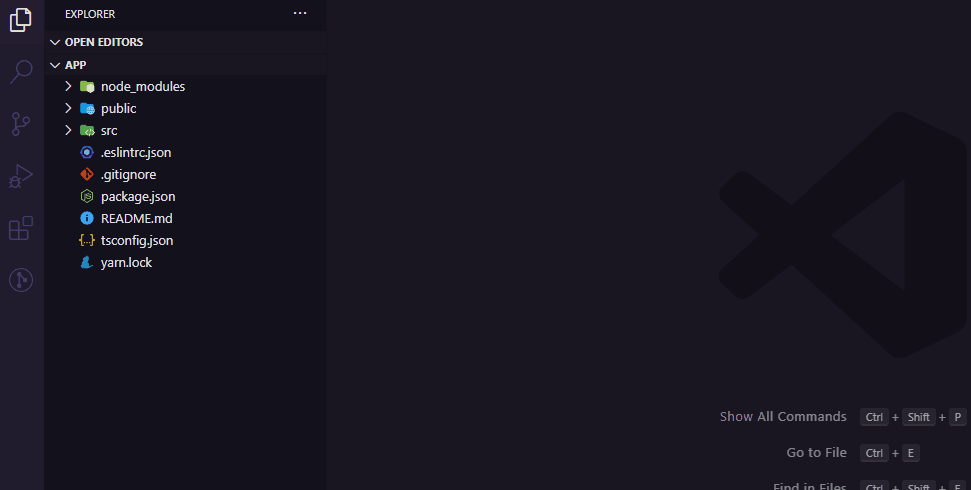 EXPLORER ···
OPEN EDITORS
APP
node_modules
public
src
.eslintrc.json
.gitignore
package.json
README.md
tsconfig.json
yarn.lock
Show All Commands Ctrl + Shift + P
Go to File Ctrl + E
Find in Files Ctrl + Shift + F